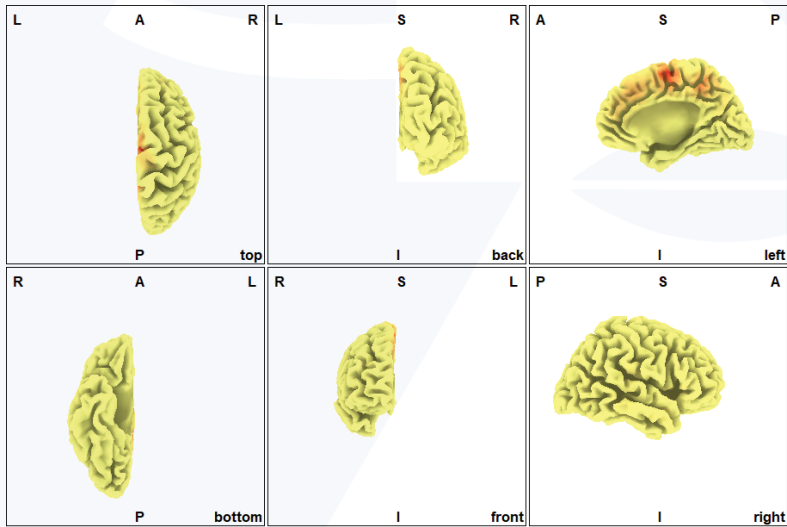 L A R
P top
L S R
I back
A S P
I left
R A L
P bottom
R S L
I front
P S A
I right